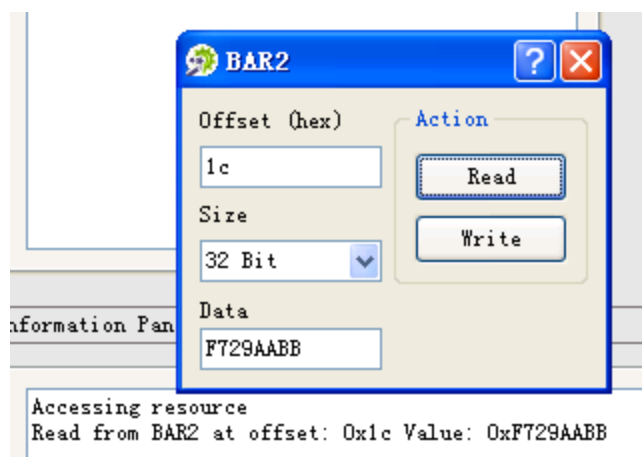 BAR2
Offset (hex)
1c
Size
32 Bit
Data
F729AABB
Action
Read
Write
nformation Pan
Accessing resource
Read from BAR2 at offset: 0x1c Value: 0xF729AABB